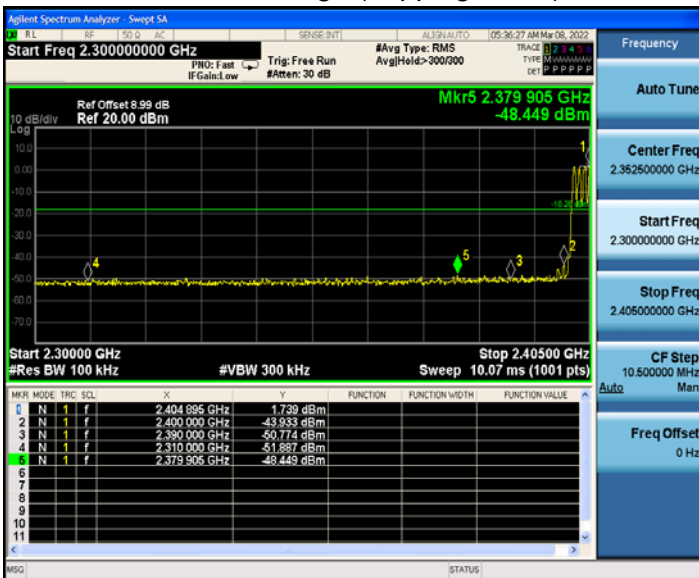 Agilent Spectrum Analyzer - Swept SA
RL RF 50 Ω AC SENSE:INT ALIGNAUTO 05:36:27 AM Mar 08, 2022
Start Freq 2.300000000 GHz
PNO: Fast
IFGain:Low
Trig: Free Run
#Atten: 30 dB
#Avg Type: RMS
Avg|Hold:>300/300
TRACE 1 2 3 4 5 6
TYPE
DET P P P P P P
Ref Offset 8.99 dB
Ref 20.00 dBm
10 dB/div
Log
Mkr5 2.379 905 GHz
-48.449 dBm
10.0
0.00
-10.0
-20.0
-30.0
-40.0
-50.0
-60.0
-70.0
1
2
3
4
5
Start 2.30000 GHz
#Res BW 100 kHz
#VBW 300 kHz
Stop 2.40500 GHz
Sweep 10.07 ms (1001 pts)
MKR MODE TRC SCL X Y FUNCTION FUNCTION WIDTH FUNCTION VALUE
1 N 1 f 2.404 895 GHz 1.739 dBm
2 N 1 f 2.400 000 GHz -43.933 dBm
3 N 1 f 2.390 000 GHz -50.774 dBm
4 N 1 f 2.310 000 GHz -51.887 dBm
5 N 1 f 2.379 905 GHz -48.449 dBm
6
7
8
9
10
11
MSG
STATUS
Frequency
Auto Tune
Center Freq
2.352500000 GHz
Start Freq
2.300000000 GHz
Stop Freq
2.405000000 GHz
CF Step
10.500000 MHz
Auto Man
Freq Offset
0 Hz